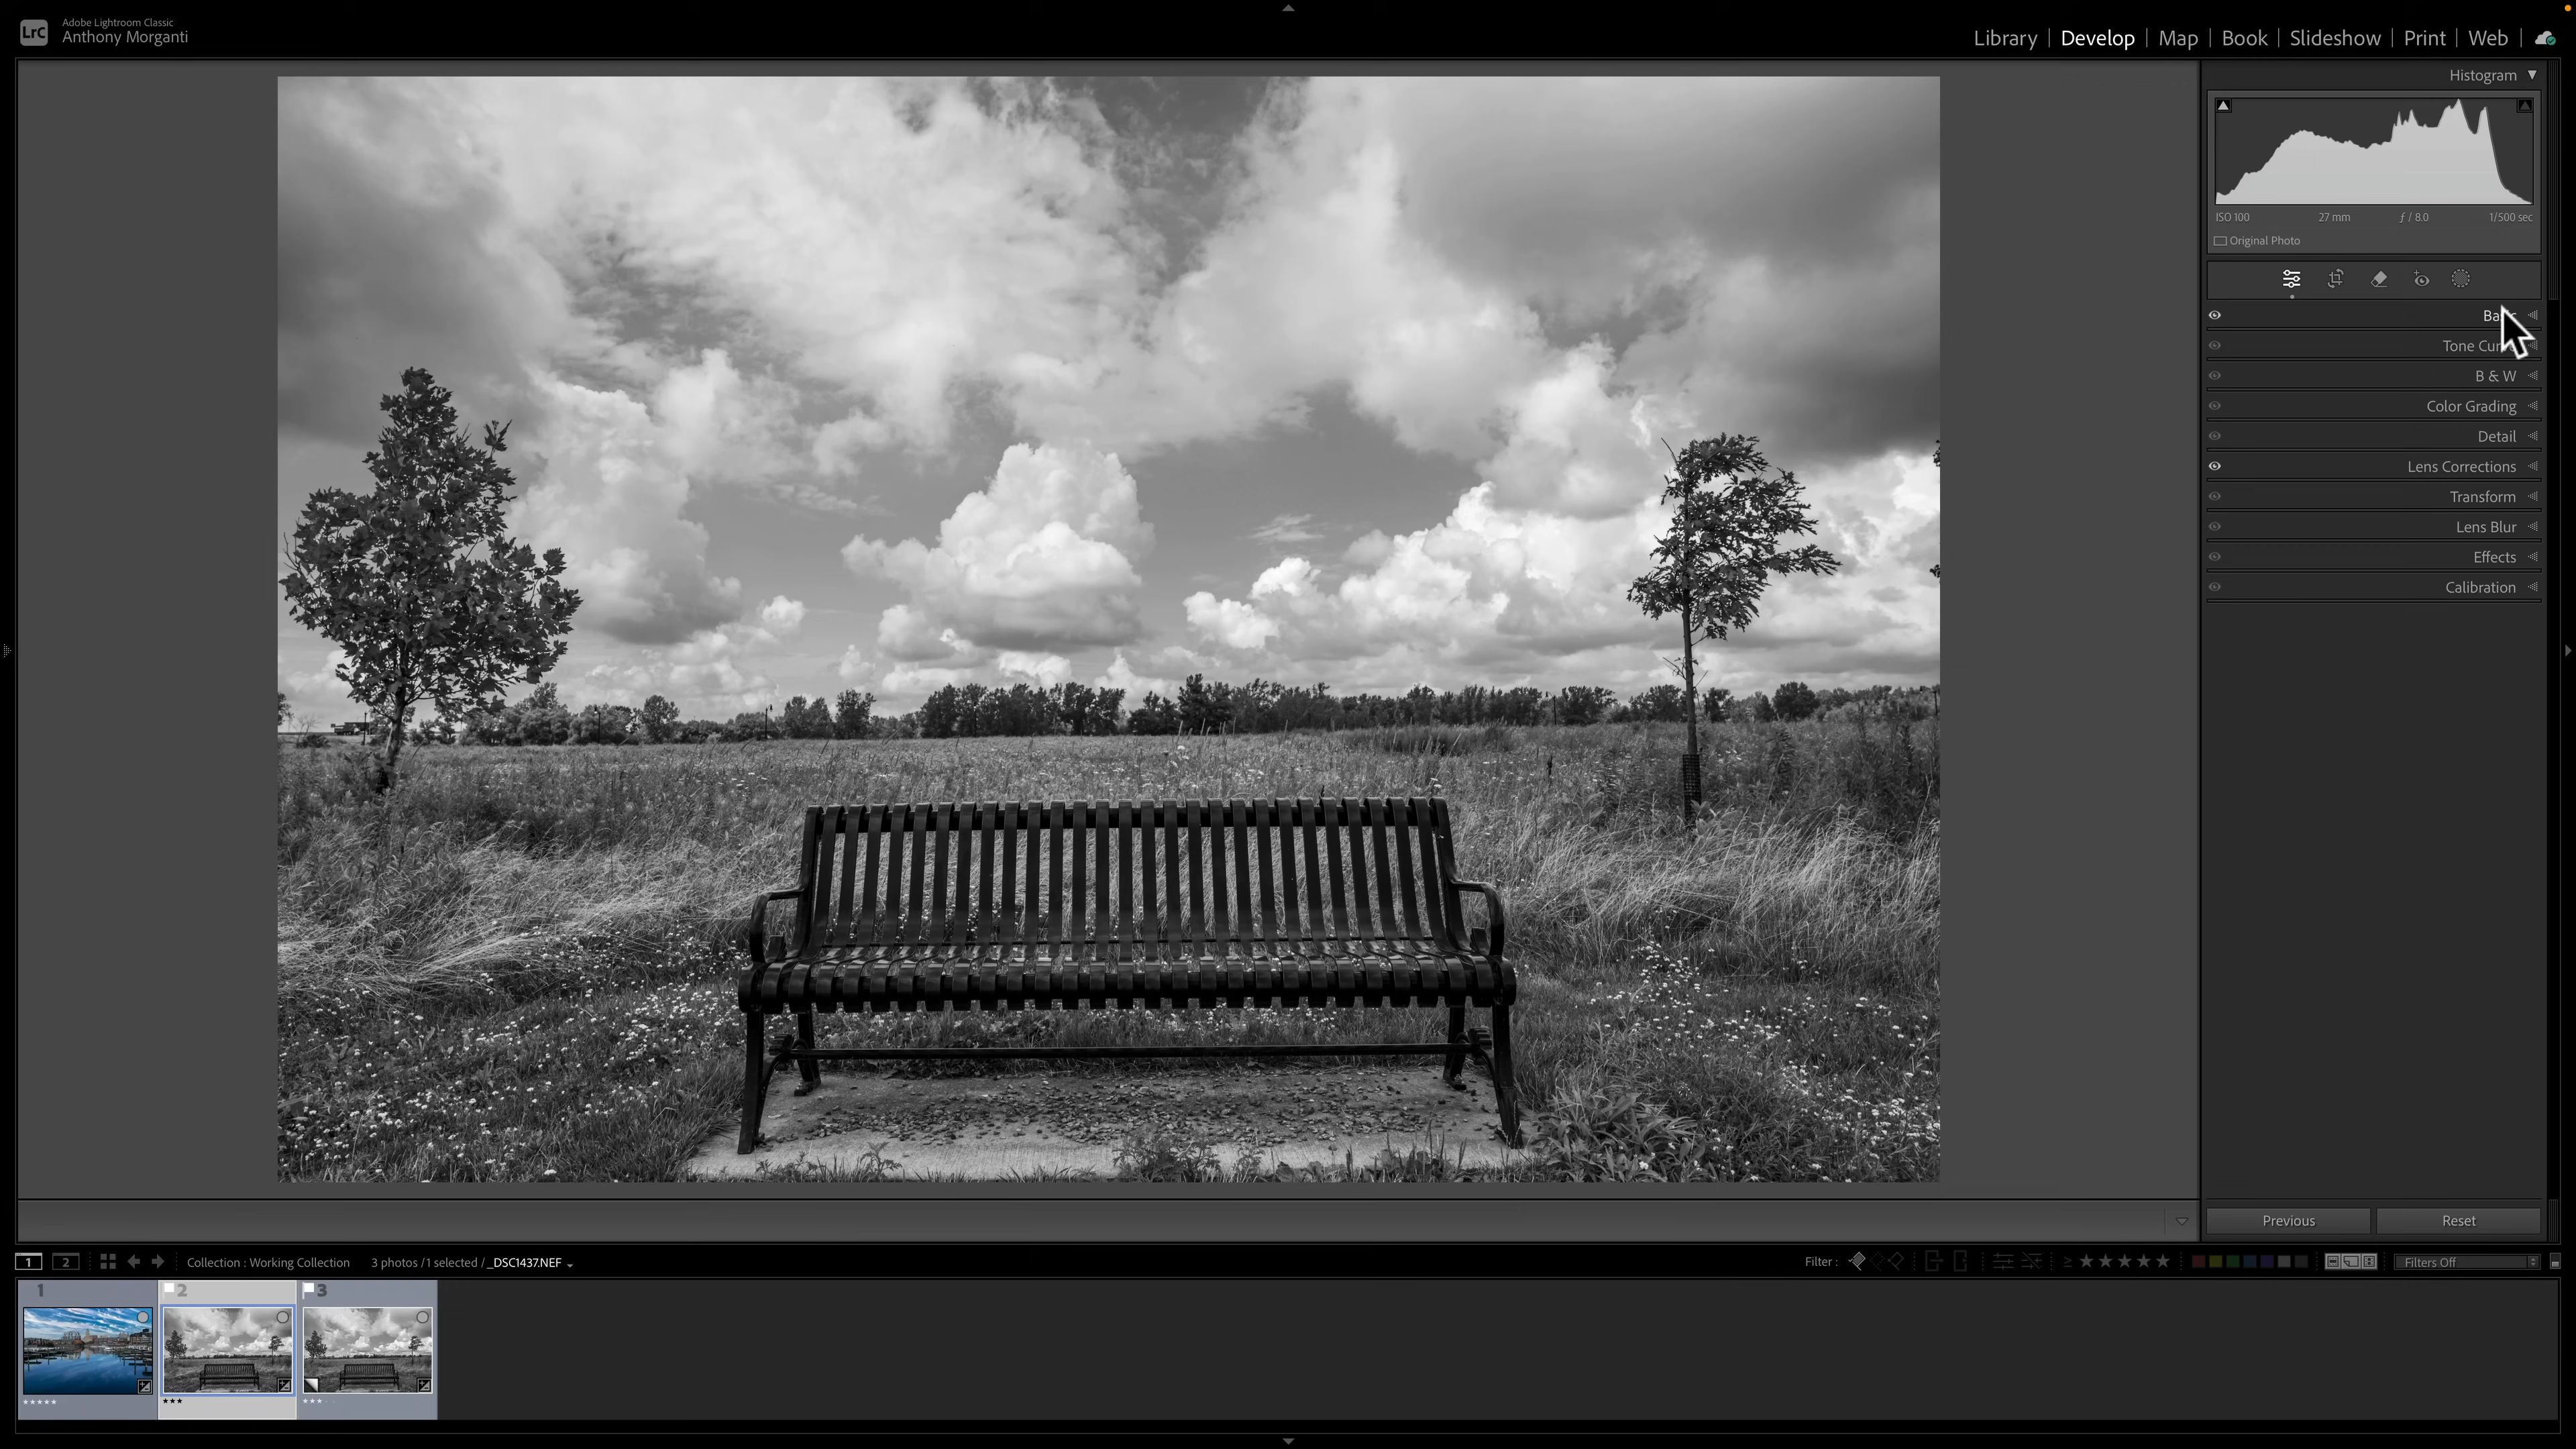 LrC
Adobe Lightroom Classic
Anthony Morganti
Library | Develop | Map | Book | Slideshow | Print | Web |
Histogram
ISO 100 27 mm ƒ / 8.0 1/500 sec
Original Photo
Tone
B & W
Color Grading
Detail
Lens Corrections
Transform
Lens Blur
Effects
Calibration
Previous Reset
1 2 Collection : Working Collection 3 photos /1 selected / _DSC1437.NEF Filter : ≥ ★★★★★ Filters Off
1 2 3
★★★★★ ★★★ ★★★